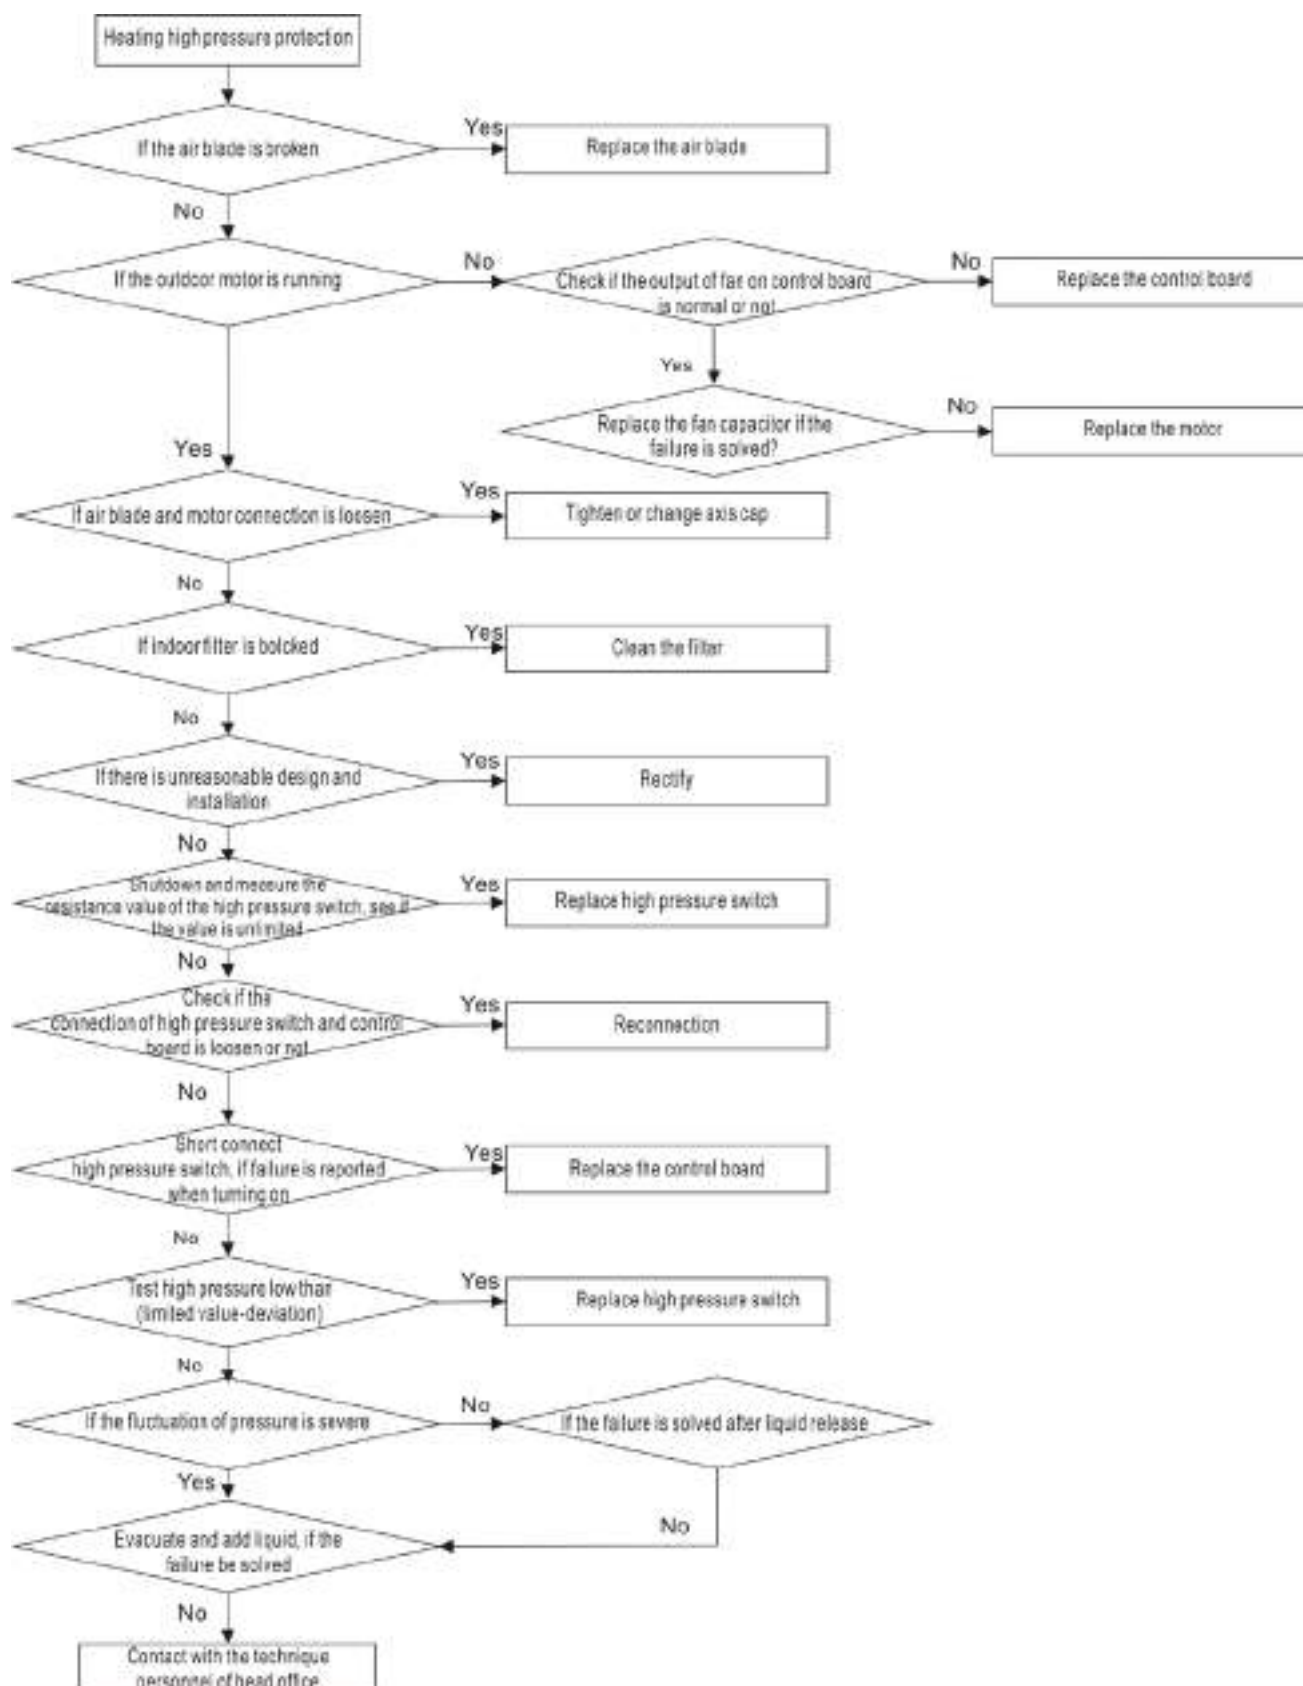 Heating high pressure protection
If the air blade is broken
Yes
Replace the air blade
No
If the outdoor motor is running
No
Check if the output of fan on control board
is normal or not
No
Replace the control board
Yes
Replace the fan capacitor if the
failure is solved?
No
Replace the motor
Yes
If air blade and motor connection is loosen
Yes
Tighten or change axis cap
No
If indoor filter is bolcked
Yes
Clean the filter
No
If there is unreasonable design and
installation
Yes
Rectify
No
Shutdown and measure the
resistance value of the high pressure switch, see if
the value is unlimited
Yes
Replace high pressure switch
No
Check if the
connection of high pressure switch and control
board is loosen or not
Yes
Reconnection
No
Short connect
high pressure switch, if failure is reported
when turning on
Yes
Replace the control board
No
Test high pressure low than
(limited value-deviation)
Yes
Replace high pressure switch
No
If the fluctuation of pressure is severe
No
If the failure is solved after liquid release
Yes
No
Evacuate and add liquid, if the
failure be solved
No
Contact with the technique
personnel of head office